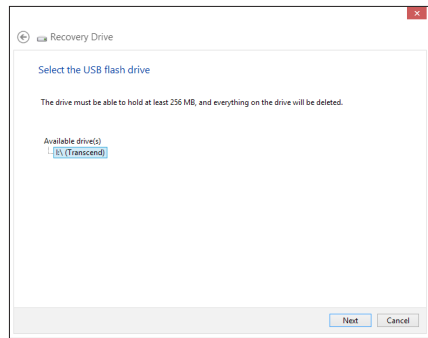 Recovery Drive
Select the USB flash drive
The drive must be able to hold at least 256 MB, and everything on the drive will be deleted.
Available drive(s)
I:\ (Transcend)
Next Cancel